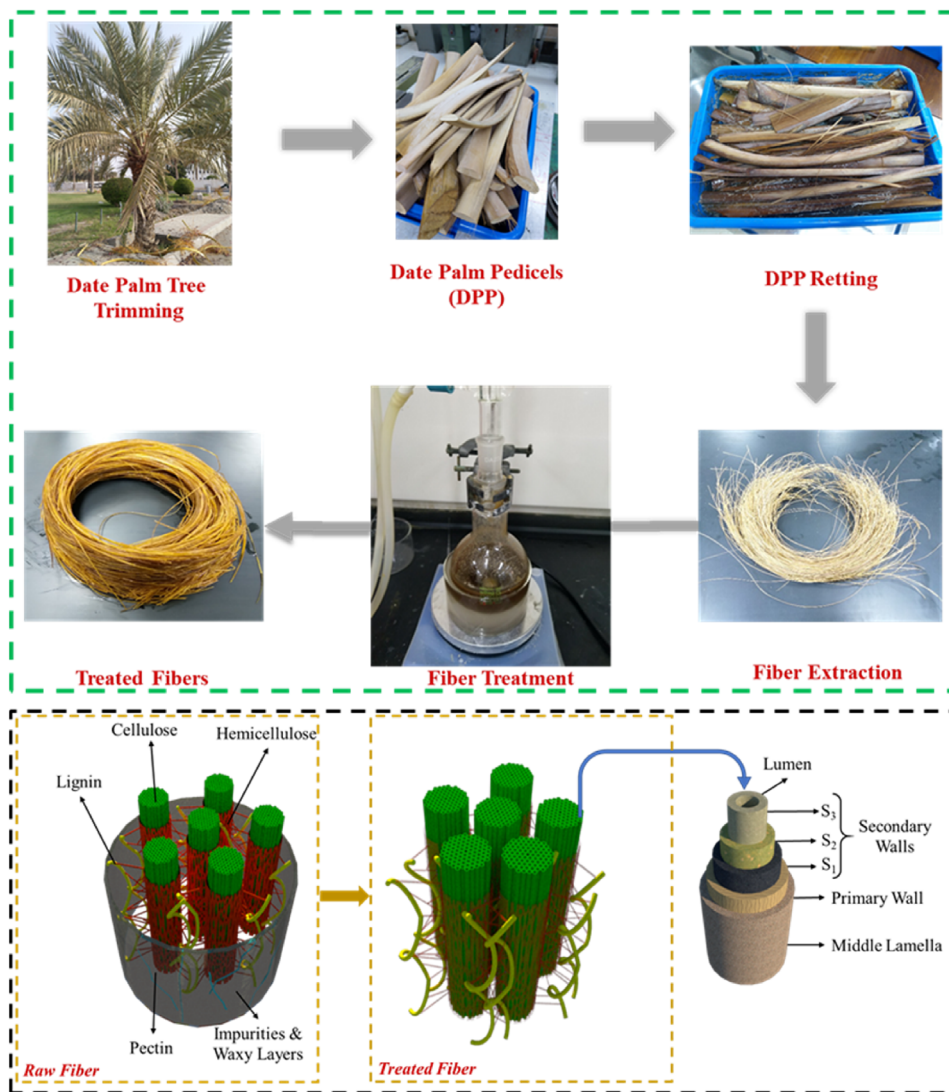 Date Palm Tree
Trimming
Date Palm Pedicels
(DPP)
DPP Retting
Treated Fibers
Fiber Treatment
Fiber Extraction
Cellulose
Hemicellulose
Lignin
Pectin
Impurities &
Waxy Layers
Raw Fiber
Treated Fiber
Lumen
S3
S2
S1
Secondary
Walls
Primary Wall
Middle Lamella